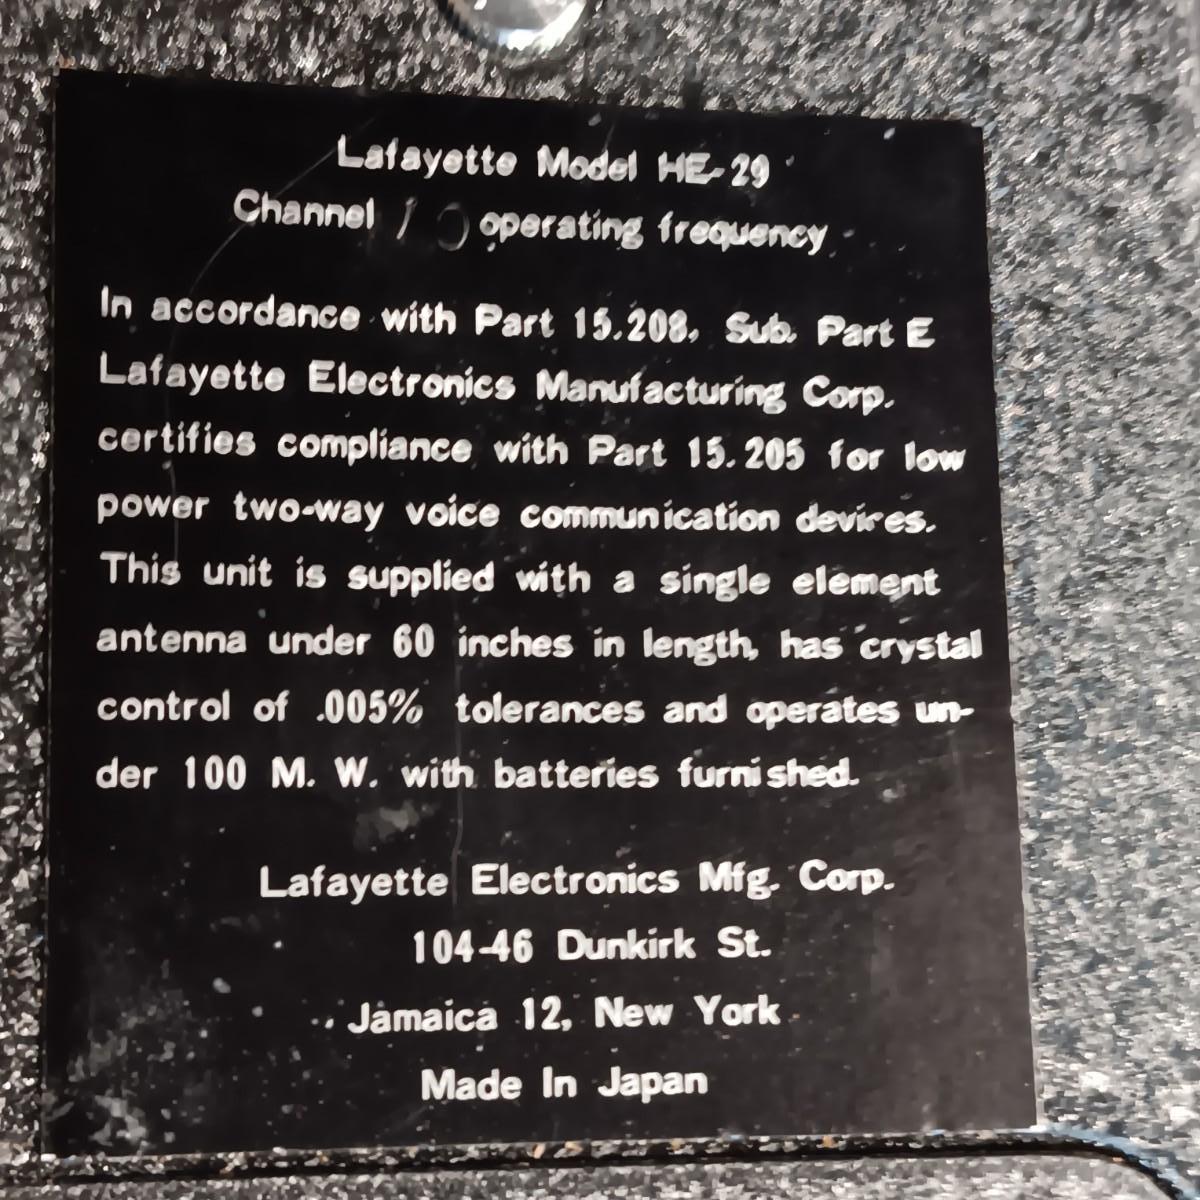 Lafayette Model HE-29
Channel 10 operating frequency
In accordance with Part 15.208, Sub. Part E
Lafayette Electronics Manufacturing Corp.
certifies compliance with Part 15.205 for low
power two-way voice communication devices.
This unit is supplied with a single element
antenna under 60 inches in length, has crystal
control of .005% tolerances and operates un-
der 100 M. W. with batteries furnished.
Lafayette Electronics Mfg. Corp.
104-46 Dunkirk St.
Jamaica 12, New York
Made In Japan